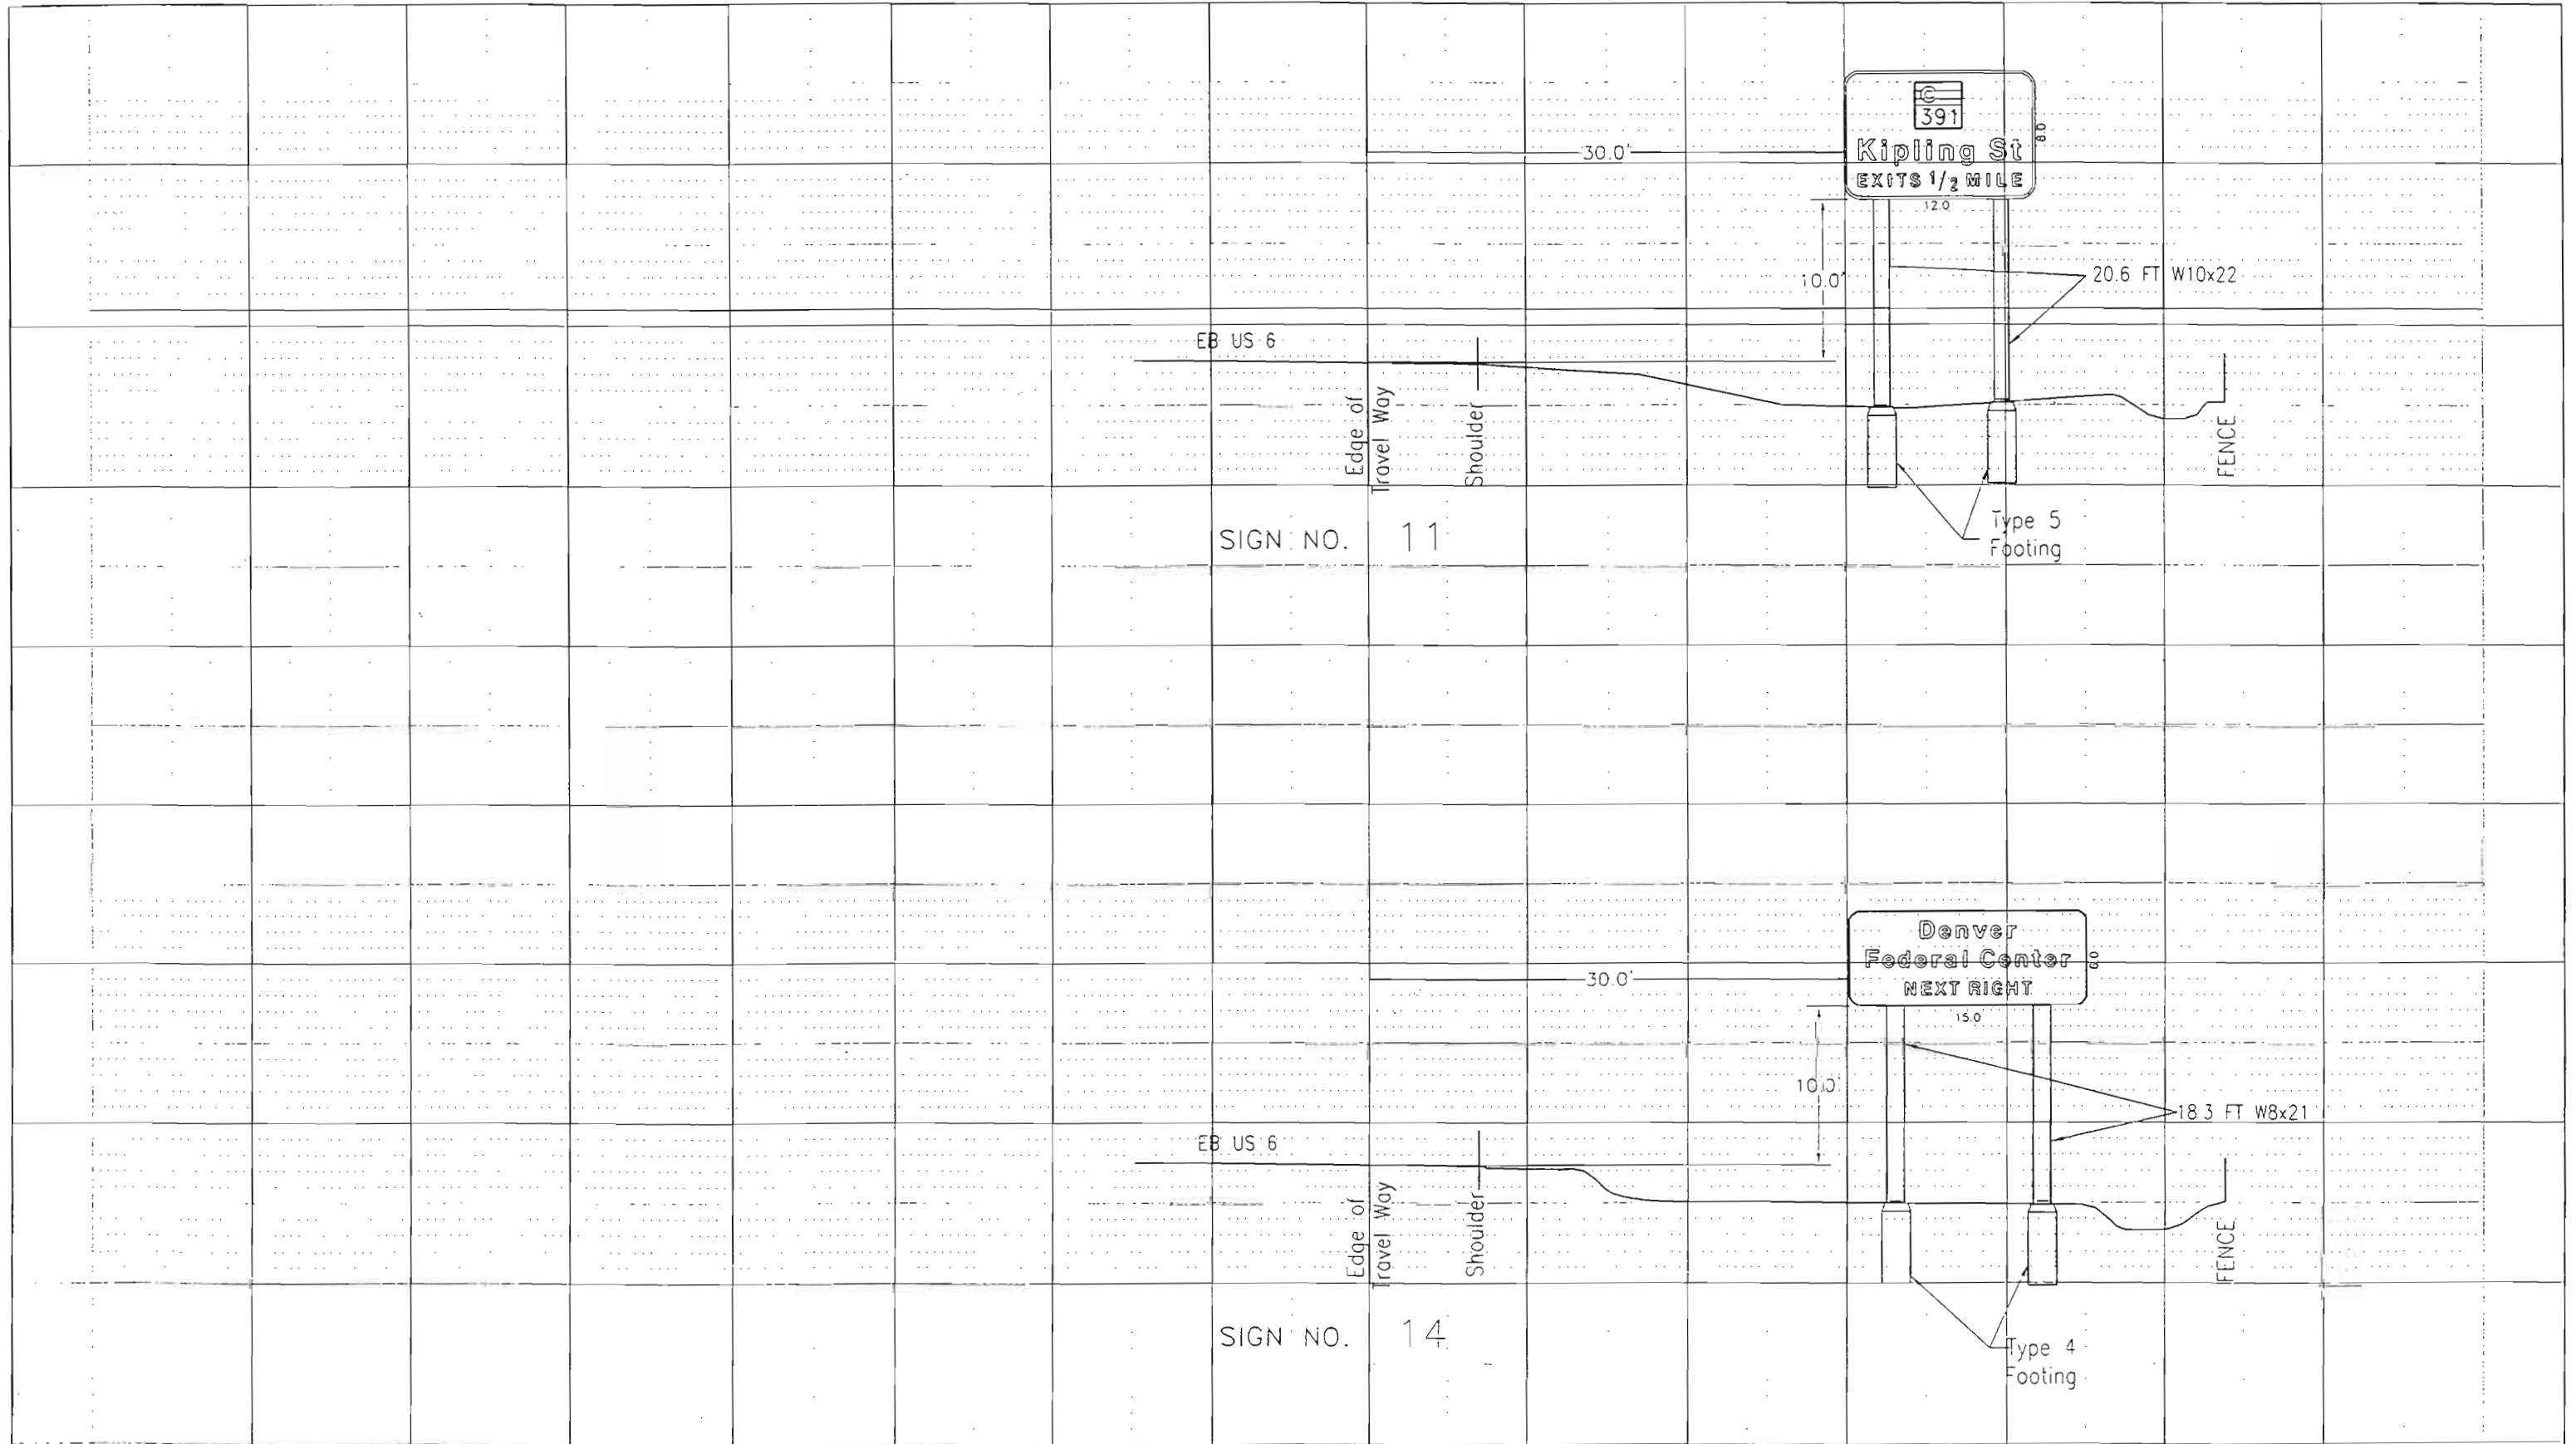 C
391
Kipling St
EXITS 1/2 MILE
8.0
12.0
30.0'
10.0'
20.6 FT W10x22
EB US 6
Edge of
Travel Way
Shoulder
FENCE
Type 5
Footing
SIGN NO. 11
Denver
Federal Center
NEXT RIGHT
6.0
15.0
30.0'
10.0'
18.3 FT W8x21
EB US 6
Edge of
Travel Way
Shoulder
FENCE
Type 4
Footing
SIGN NO. 14